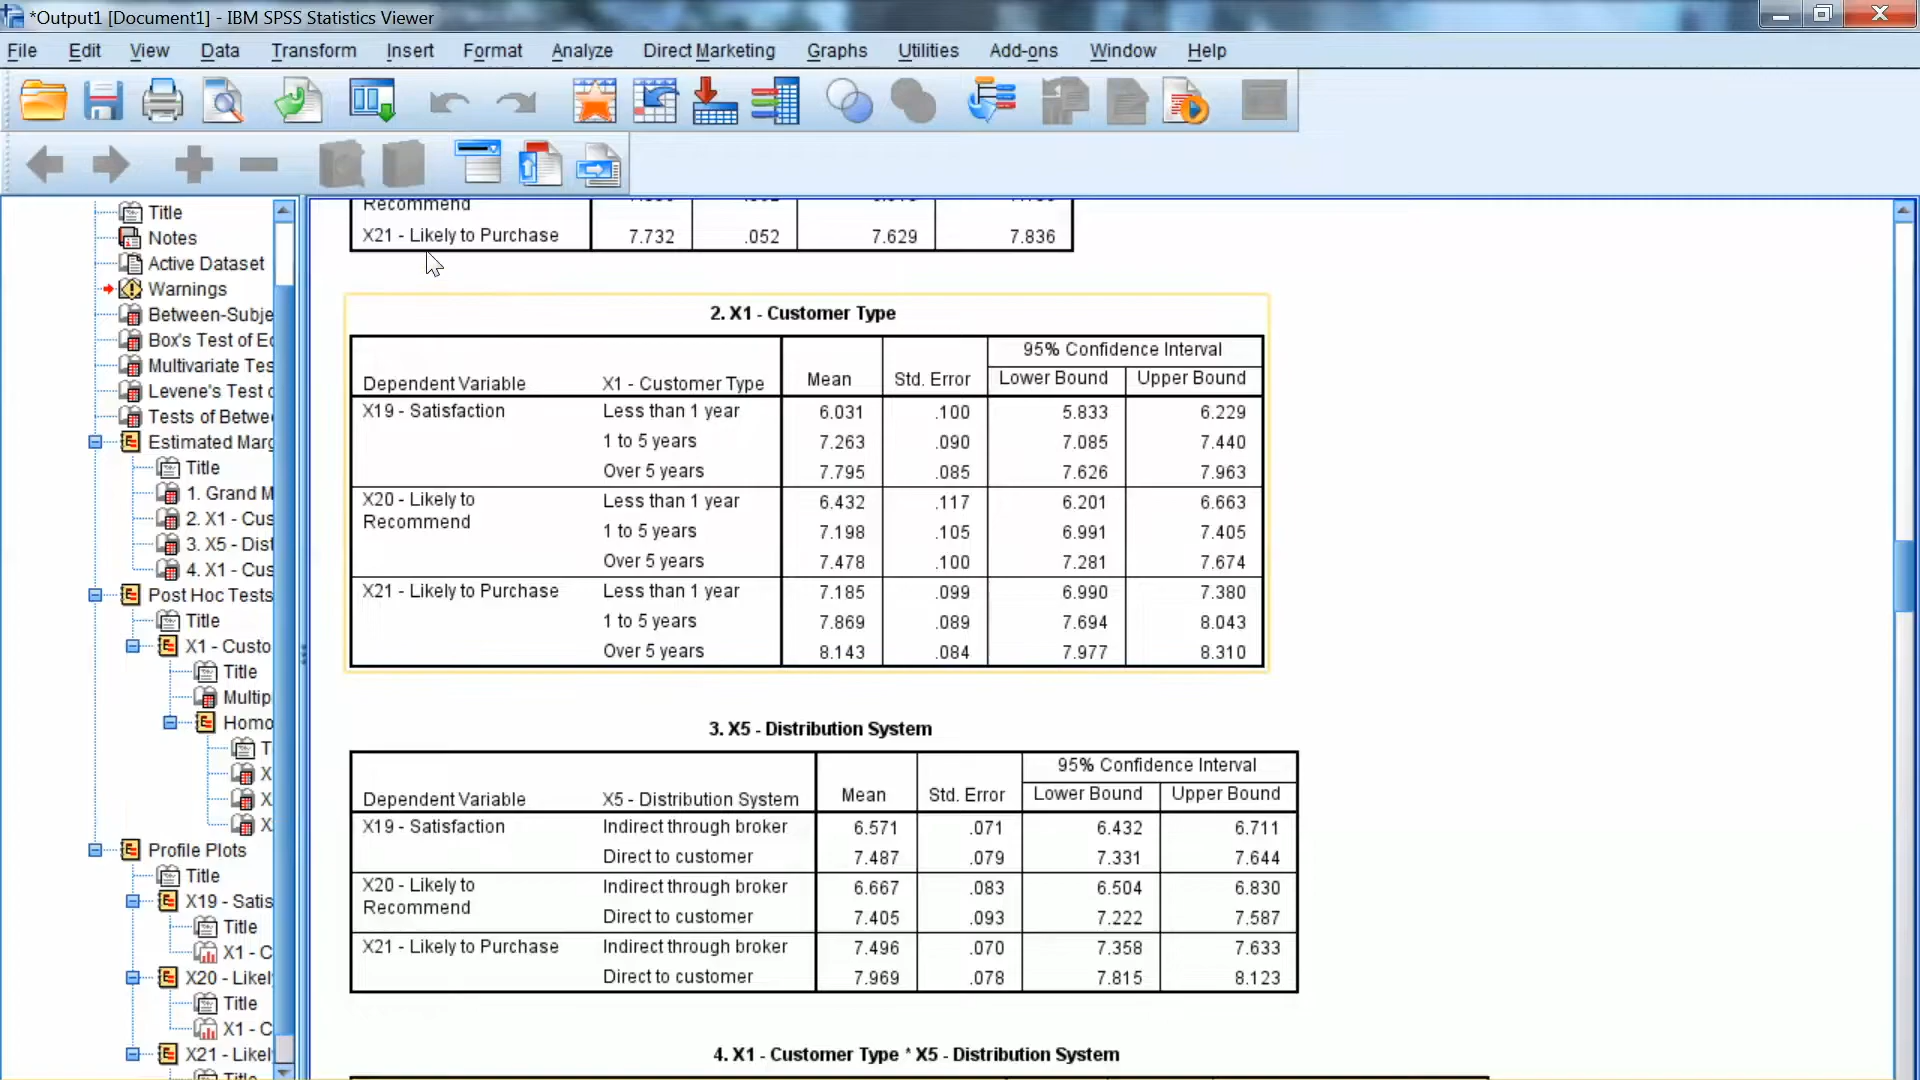 *Output1 [Document1] - IBM SPSS Statistics Viewer
File Edit View Data Transform Insert Format Analyze Direct Marketing Graphs Utilities Add-ons Window Help
Title
Notes
Active Dataset
Warnings
Between-Subje
Box's Test of Ec
Multivariate Tes
Levene's Test o
Tests of Betwe
Estimated Marg
Title
1. Grand M
2. X1 - Cus
3. X5 - Dist
4. X1 - Cus
Post Hoc Tests
Title
X1 - Custo
Title
Multip
Homo
T
X
X
X
Profile Plots
Title
X19 - Satis
Title
X1 - C
X20 - Likel
Title
X1 - C
X21 - Likel
Title
Recommend
X21 - Likely to Purchase 7.732 .052 7.629 7.836
2. X1 - Customer Type
95% Confidence Interval
Dependent Variable X1 - Customer Type Mean Std. Error Lower Bound Upper Bound
X19 - Satisfaction Less than 1 year 6.031 .100 5.833 6.229
1 to 5 years 7.263 .090 7.085 7.440
Over 5 years 7.795 .085 7.626 7.963
X20 - Likely to Recommend Less than 1 year 6.432 .117 6.201 6.663
1 to 5 years 7.198 .105 6.991 7.405
Over 5 years 7.478 .100 7.281 7.674
X21 - Likely to Purchase Less than 1 year 7.185 .099 6.990 7.380
1 to 5 years 7.869 .089 7.694 8.043
Over 5 years 8.143 .084 7.977 8.310
3. X5 - Distribution System
95% Confidence Interval
Dependent Variable X5 - Distribution System Mean Std. Error Lower Bound Upper Bound
X19 - Satisfaction Indirect through broker 6.571 .071 6.432 6.711
Direct to customer 7.487 .079 7.331 7.644
X20 - Likely to Recommend Indirect through broker 6.667 .083 6.504 6.830
Direct to customer 7.405 .093 7.222 7.587
X21 - Likely to Purchase Indirect through broker 7.496 .070 7.358 7.633
Direct to customer 7.969 .078 7.815 8.123
4. X1 - Customer Type * X5 - Distribution System